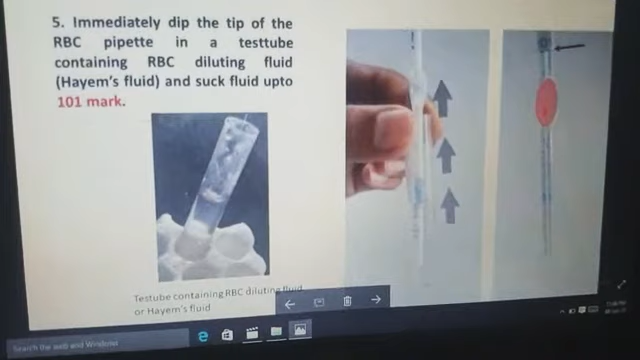 5. Immediately dip the tip of the
RBC pipette in a testtube
containing RBC diluting fluid
(Hayem's fluid) and suck fluid upto
101 mark.
Testube containing RBC diluting fluid
or Hayem's fluid
Search the web and Windows